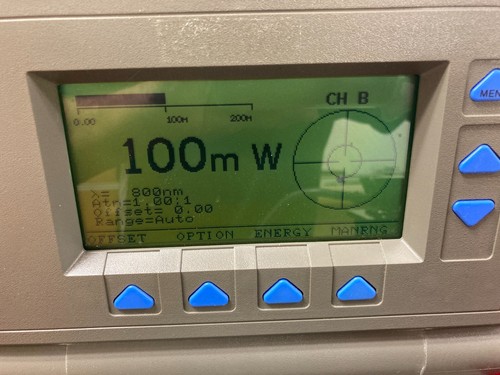 CH B
0.00 100m 200m
100m W
λ= 800nm
Atn=1.00:1
Offset= 0.00
Range=Auto
OFFSET OPTION ENERGY MANRNG
MEN